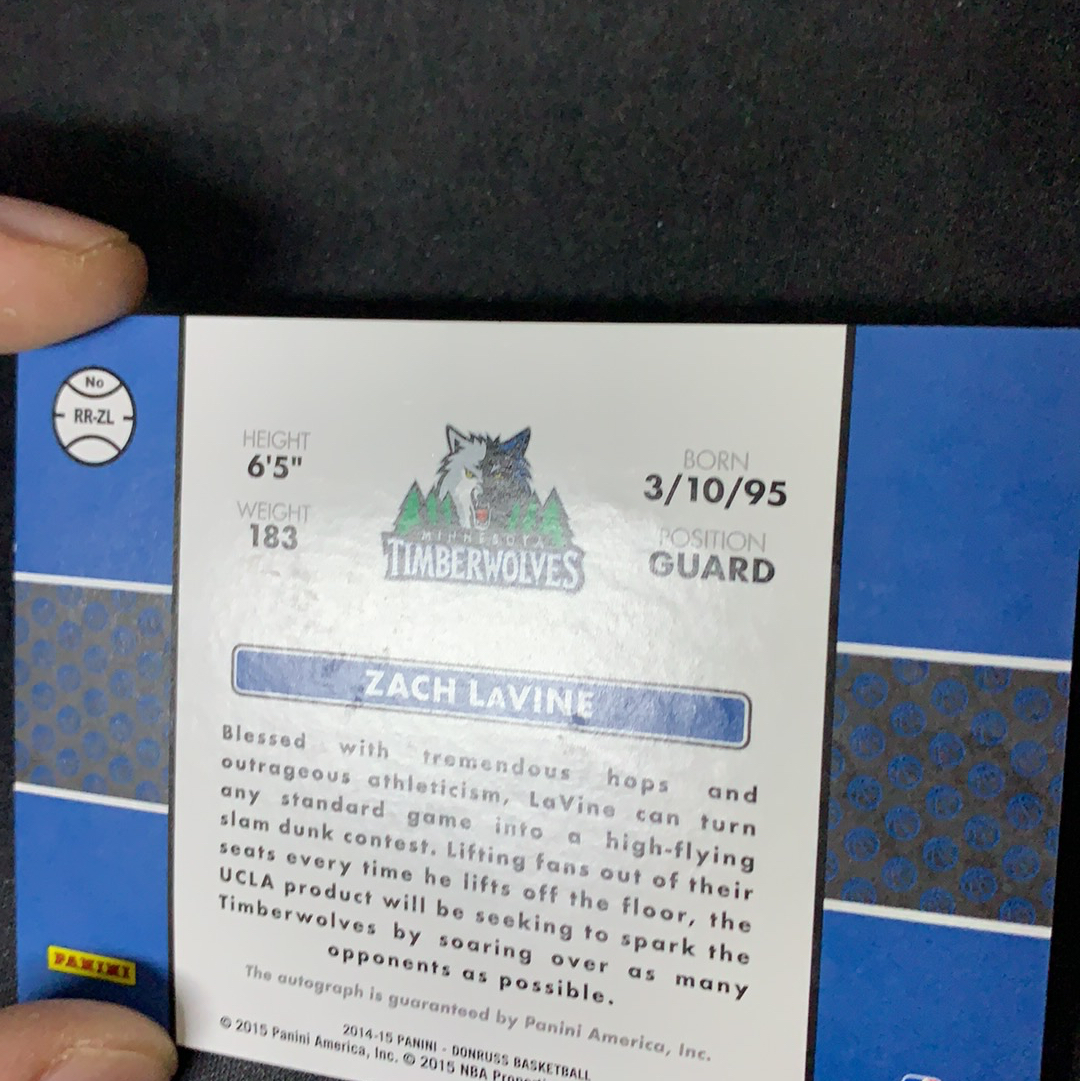 No
RR-ZL
HEIGHT
6'5"
WEIGHT
183
MINNESOTA
TIMBERWOLVES
BORN
3/10/95
POSITION
GUARD
ZACH LaVINE
Blessed with tremendous hops and
outrageous athleticism, LaVine can turn
any standard game into a high-flying
slam dunk contest. Lifting fans out of their
seats every time he lifts off the floor, the
UCLA product will be seeking to spark the
Timberwolves by soaring over as many
opponents as possible.
The autograph is guaranteed by Panini America, Inc.
2014-15 PANINI - DONRUSS BASKETBALL
© 2015 Panini America, Inc. © 2015 NBA
PANINI